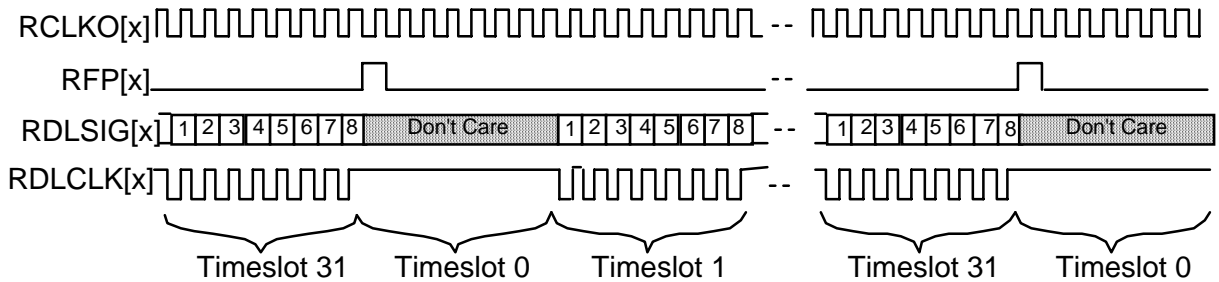 RCLKO[x] --
RFP[x] --
RDLSIG[x] 1 2 3 4 5 6 7 8 Don't Care 1 2 3 4 5 6 7 8 -- 1 2 3 4 5 6 7 8 Don't Care
RDLCLK[x] --
Timeslot 31 Timeslot 0 Timeslot 1 Timeslot 31 Timeslot 0